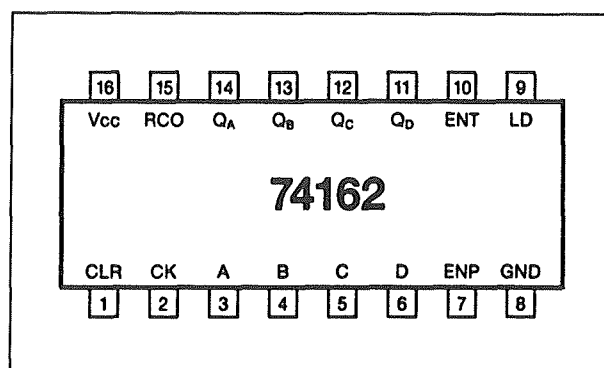 16 15 14 13 12 11 10 9
Vcc RCO QA QB QC QD ENT LD
74162
CLR CK A B C D ENP GND
1 2 3 4 5 6 7 8